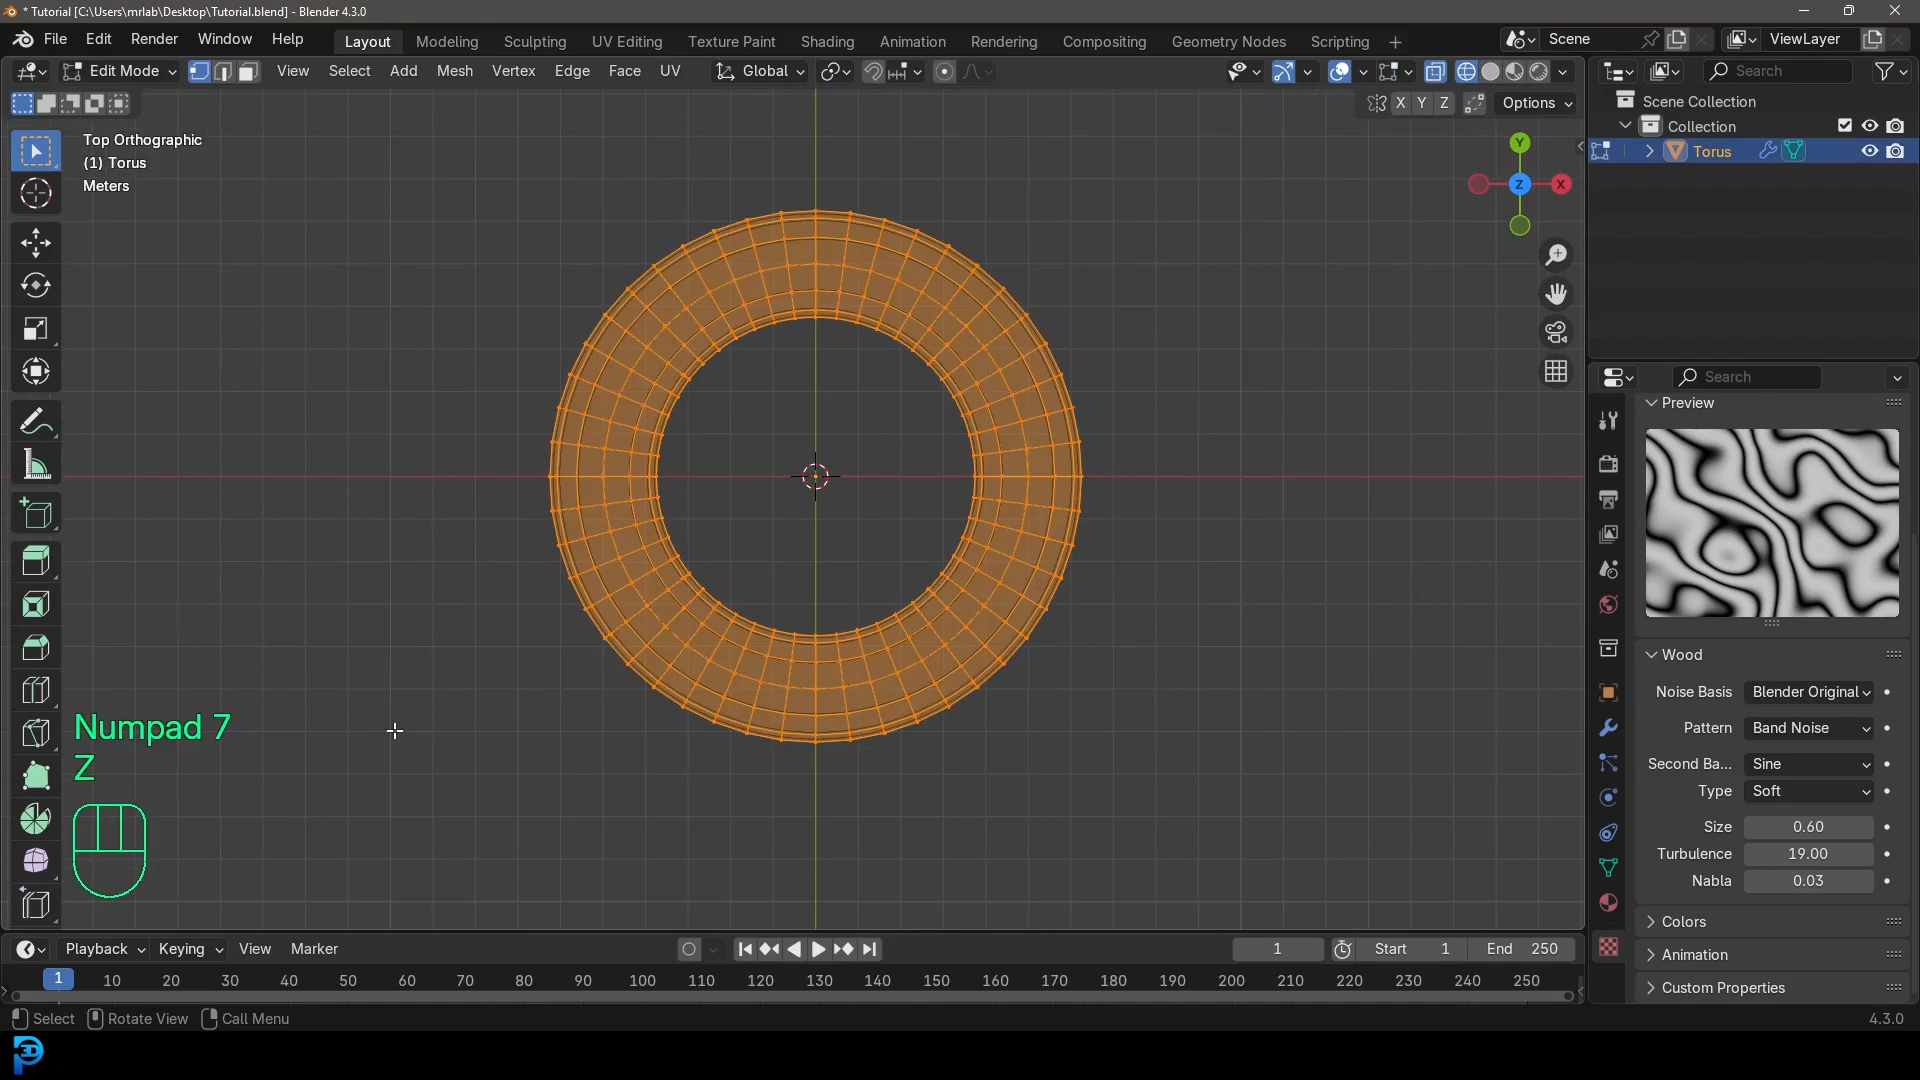 * Tutorial [C:\Users\mrlab\Desktop\Tutorial.blend] - Blender 4.3.0
File Edit Render Window Help Layout Modeling Sculpting UV Editing Texture Paint Shading Animation Rendering Compositing Geometry Nodes Scripting + Scene ViewLayer
Edit Mode View Select Add Mesh Vertex Edge Face UV Global Search
X Y Z Options
Scene Collection
Collection
Torus
Top Orthographic
(1) Torus
Meters
Y
Z X
Search
Preview
Wood
Noise Basis Blender Original
Pattern Band Noise
Second Ba... Sine
Type Soft
Size 0.60
Turbulence 19.00
Nabla 0.03
Colors
Animation
Custom Properties
Numpad 7
Z
Playback Keying View Marker 1 Start 1 End 250
1 10 20 30 40 50 60 70 80 90 100 110 120 130 140 150 160 170 180 190 200 210 220 230 240 250
Select Rotate View Call Menu 4.3.0
3D